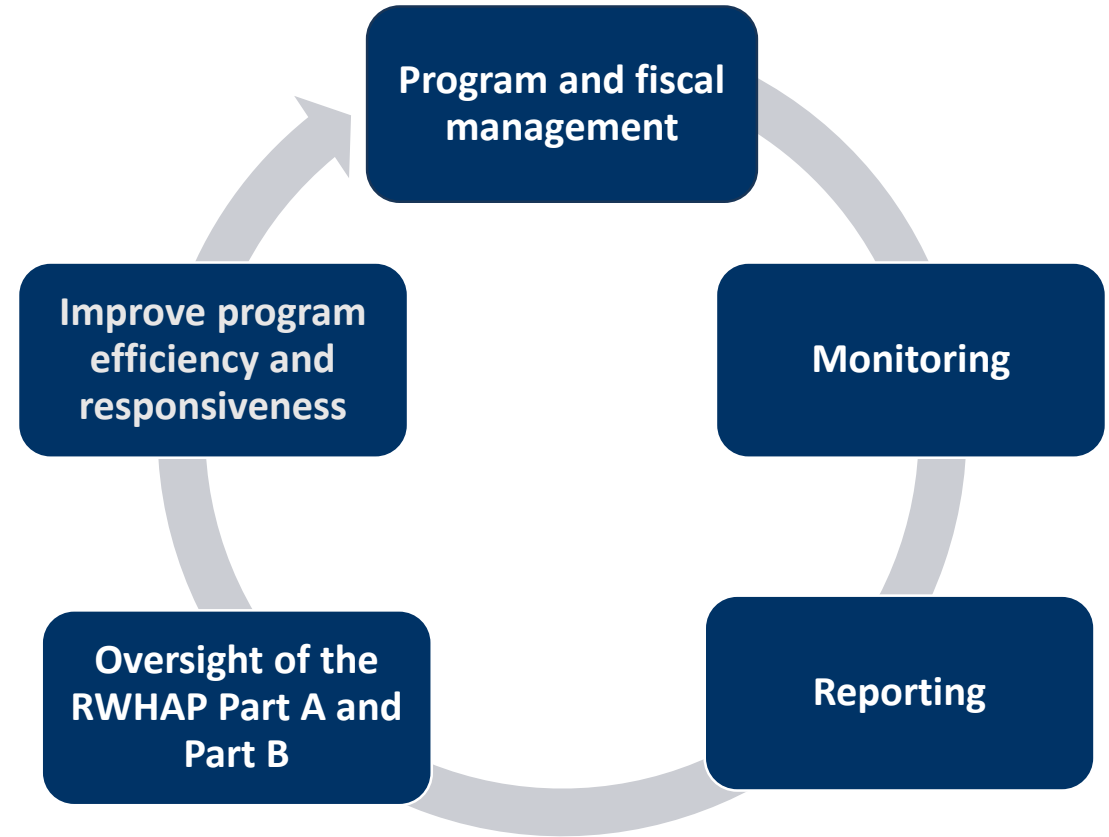 Program and fiscal
management
Monitoring
Reporting
Oversight of the
RWHAP Part A and
Part B
Improve program
efficiency and
responsiveness